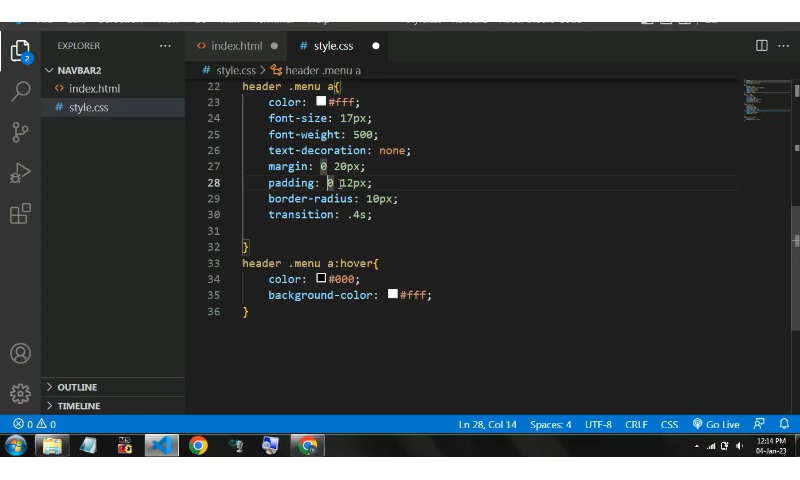 EXPLORER
index.html
# style.css
# style.css > header .menu a
NAVBAR2
<> index.html
# style.css
22 header .menu a{
23 color: #fff;
24 font-size: 17px;
25 font-weight: 500;
26 text-decoration: none;
27 margin: 0 20px;
28 padding: 0 12px;
29 border-radius: 10px;
30 transition: .4s;
31
32 }
33 header .menu a:hover{
34 color: #000;
35 background-color: #fff;
36 }
2
OUTLINE
TIMELINE
0 0 Ln 28, Col 14 Spaces: 4 UTF-8 CRLF CSS Go Live
12:14 PM
04-Jan-23